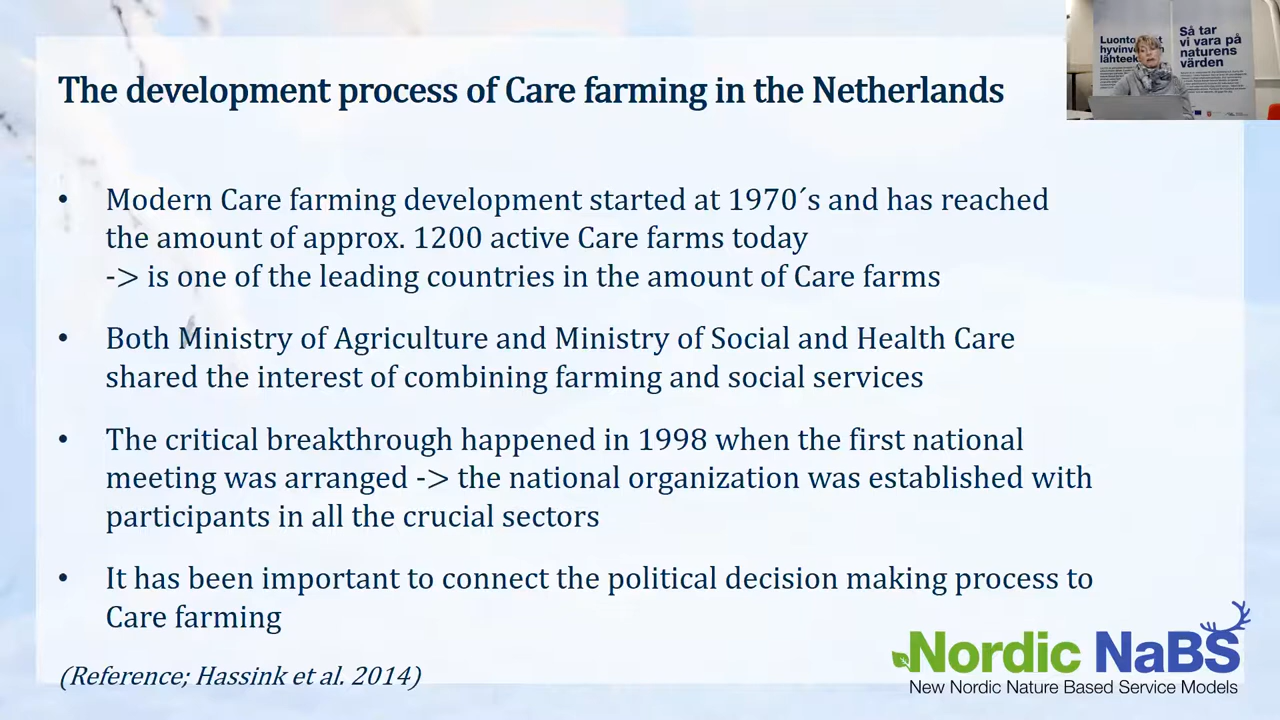 The development process of Care farming in the Netherlands
• Modern Care farming development started at 1970´s and has reached
the amount of approx. 1200 active Care farms today
-> is one of the leading countries in the amount of Care farms
• Both Ministry of Agriculture and Ministry of Social and Health Care
shared the interest of combining farming and social services
• The critical breakthrough happened in 1998 when the first national
meeting was arranged -> the national organization was established with
participants in all the crucial sectors
• It has been important to connect the political decision making process to
Care farming
(Reference; Hassink et al. 2014)
Nordic NaBS
New Nordic Nature Based Service Models
Så tar
vi vara på
naturens
värden